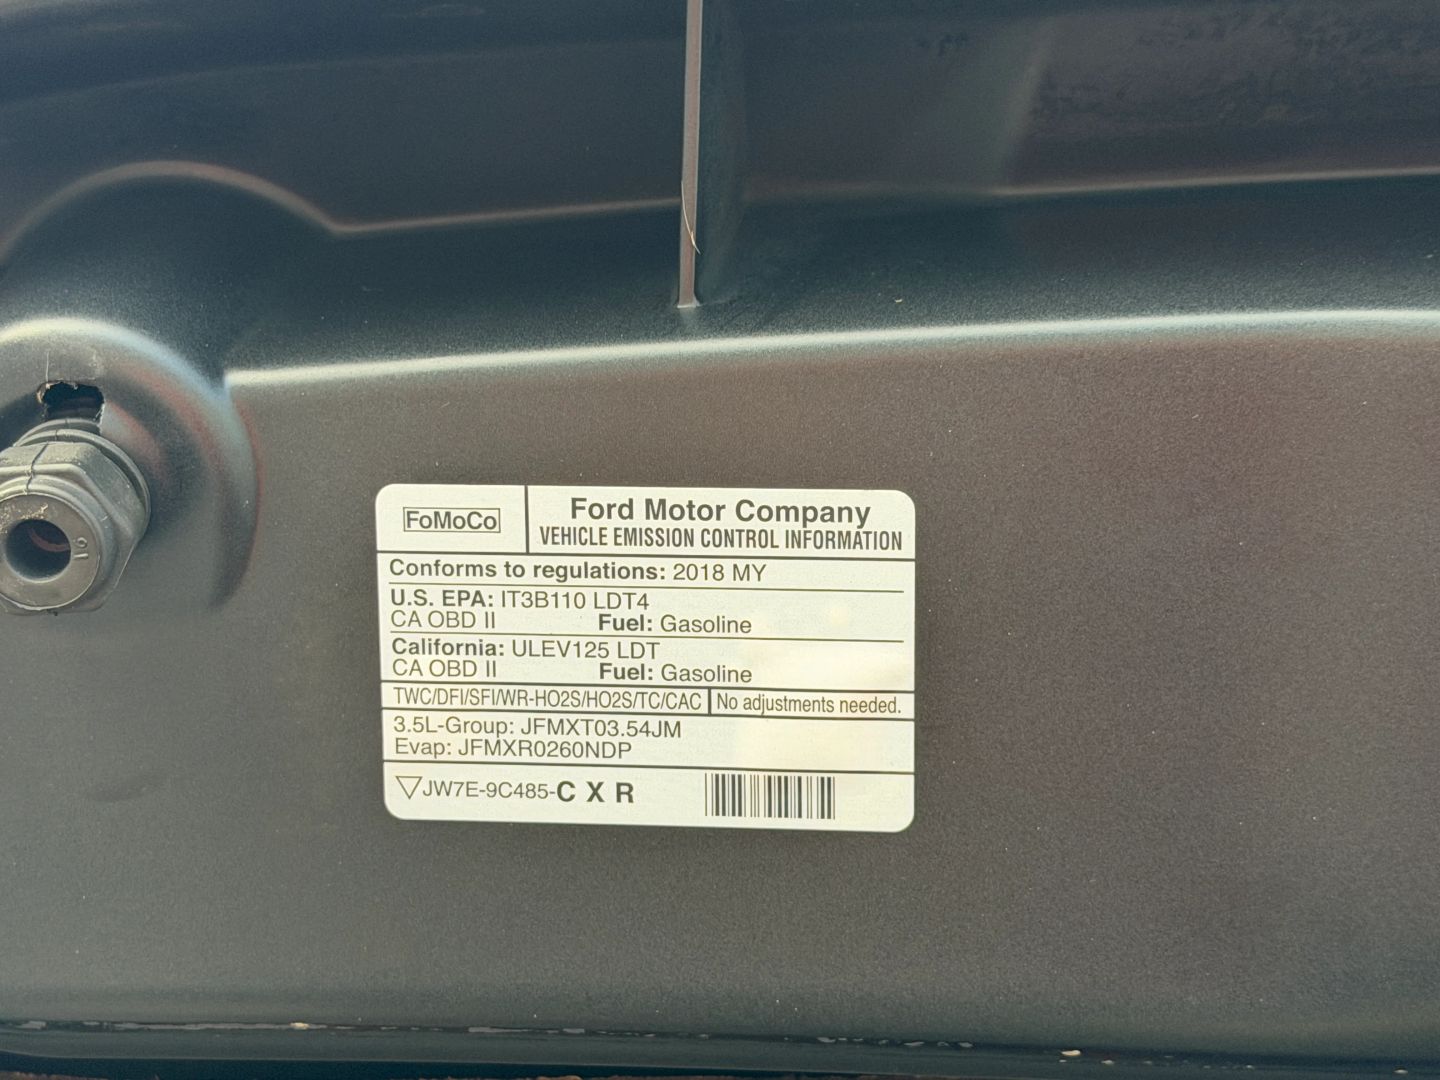 FoMoCo
Ford Motor Company
VEHICLE EMISSION CONTROL INFORMATION
Conforms to regulations: 2018 MY
U.S. EPA: IT3B110 LDT4
CA OBD II Fuel: Gasoline
California: ULEV125 LDT
CA OBD II Fuel: Gasoline
TWC/DFI/SFI/WR-HO2S/HO2S/TC/CAC No adjustments needed.
3.5L-Group: JFMXT03.54JM
Evap: JFMXR0260NDP
JW7E-9C485-C X R
16